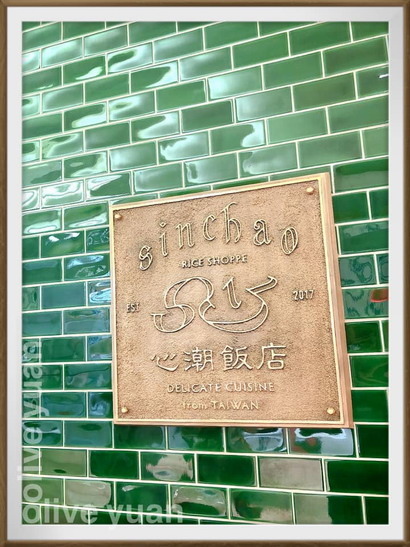 sinchao
RICE SHOPPE
EST. 2017
心潮飯店
DELICATE CUISINE
from TAIWAN
olive yuan
olive yuan